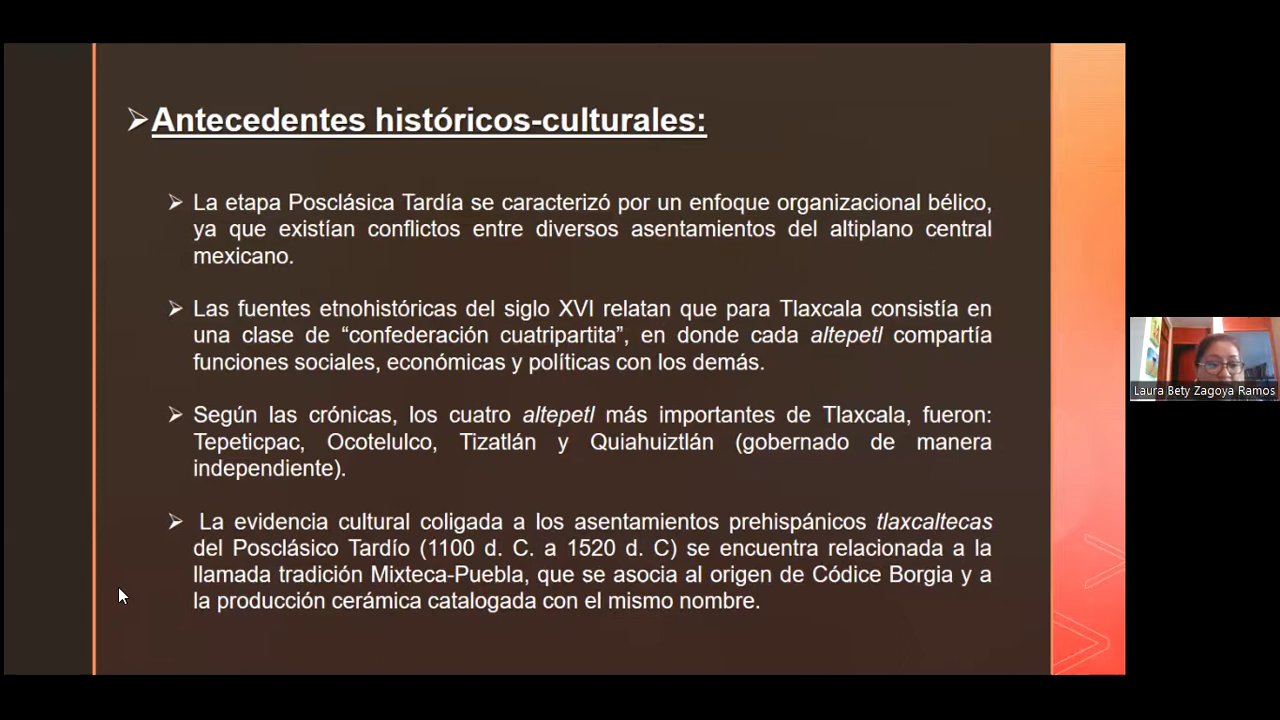 Antecedentes históricos-culturales:
La etapa Posclásica Tardía se caracterizó por un enfoque organizacional bélico,
ya que existían conflictos entre diversos asentamientos del altiplano central
mexicano.
Las fuentes etnohistóricas del siglo XVI relatan que para Tlaxcala consistía en
una clase de “confederación cuatripartita”, en donde cada altepetl compartía
funciones sociales, económicas y políticas con los demás.
Según las crónicas, los cuatro altepetl más importantes de Tlaxcala, fueron:
Tepeticpac, Ocotelulco, Tizatlán y Quiahuiztlán (gobernado de manera
independiente).
La evidencia cultural coligada a los asentamientos prehispánicos tlaxcaltecas
del Posclásico Tardío (1100 d. C. a 1520 d. C) se encuentra relacionada a la
llamada tradición Mixteca-Puebla, que se asocia al origen de Códice Borgia y a
la producción cerámica catalogada con el mismo nombre.
Laura Bety Zagoya Ramos